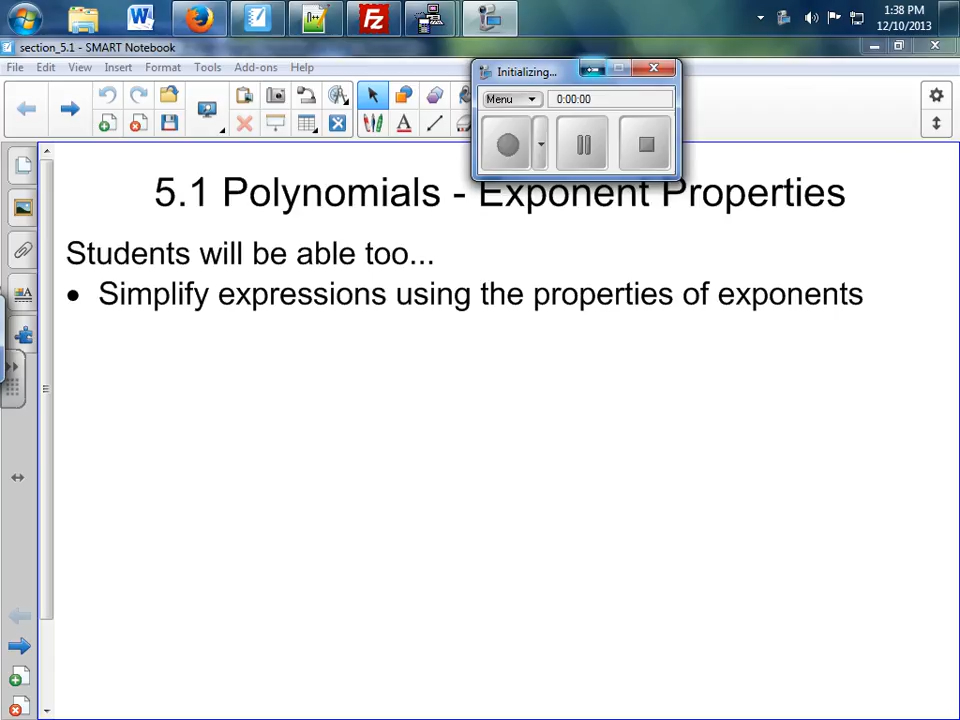 1:38 PM
12/10/2013
section_5.1 - SMART Notebook
File Edit View Insert Format Tools Add-ons Help
Initializing...
Menu 0:00:00
5.1 Polynomials - Exponent Properties
Students will be able too...
• Simplify expressions using the properties of exponents